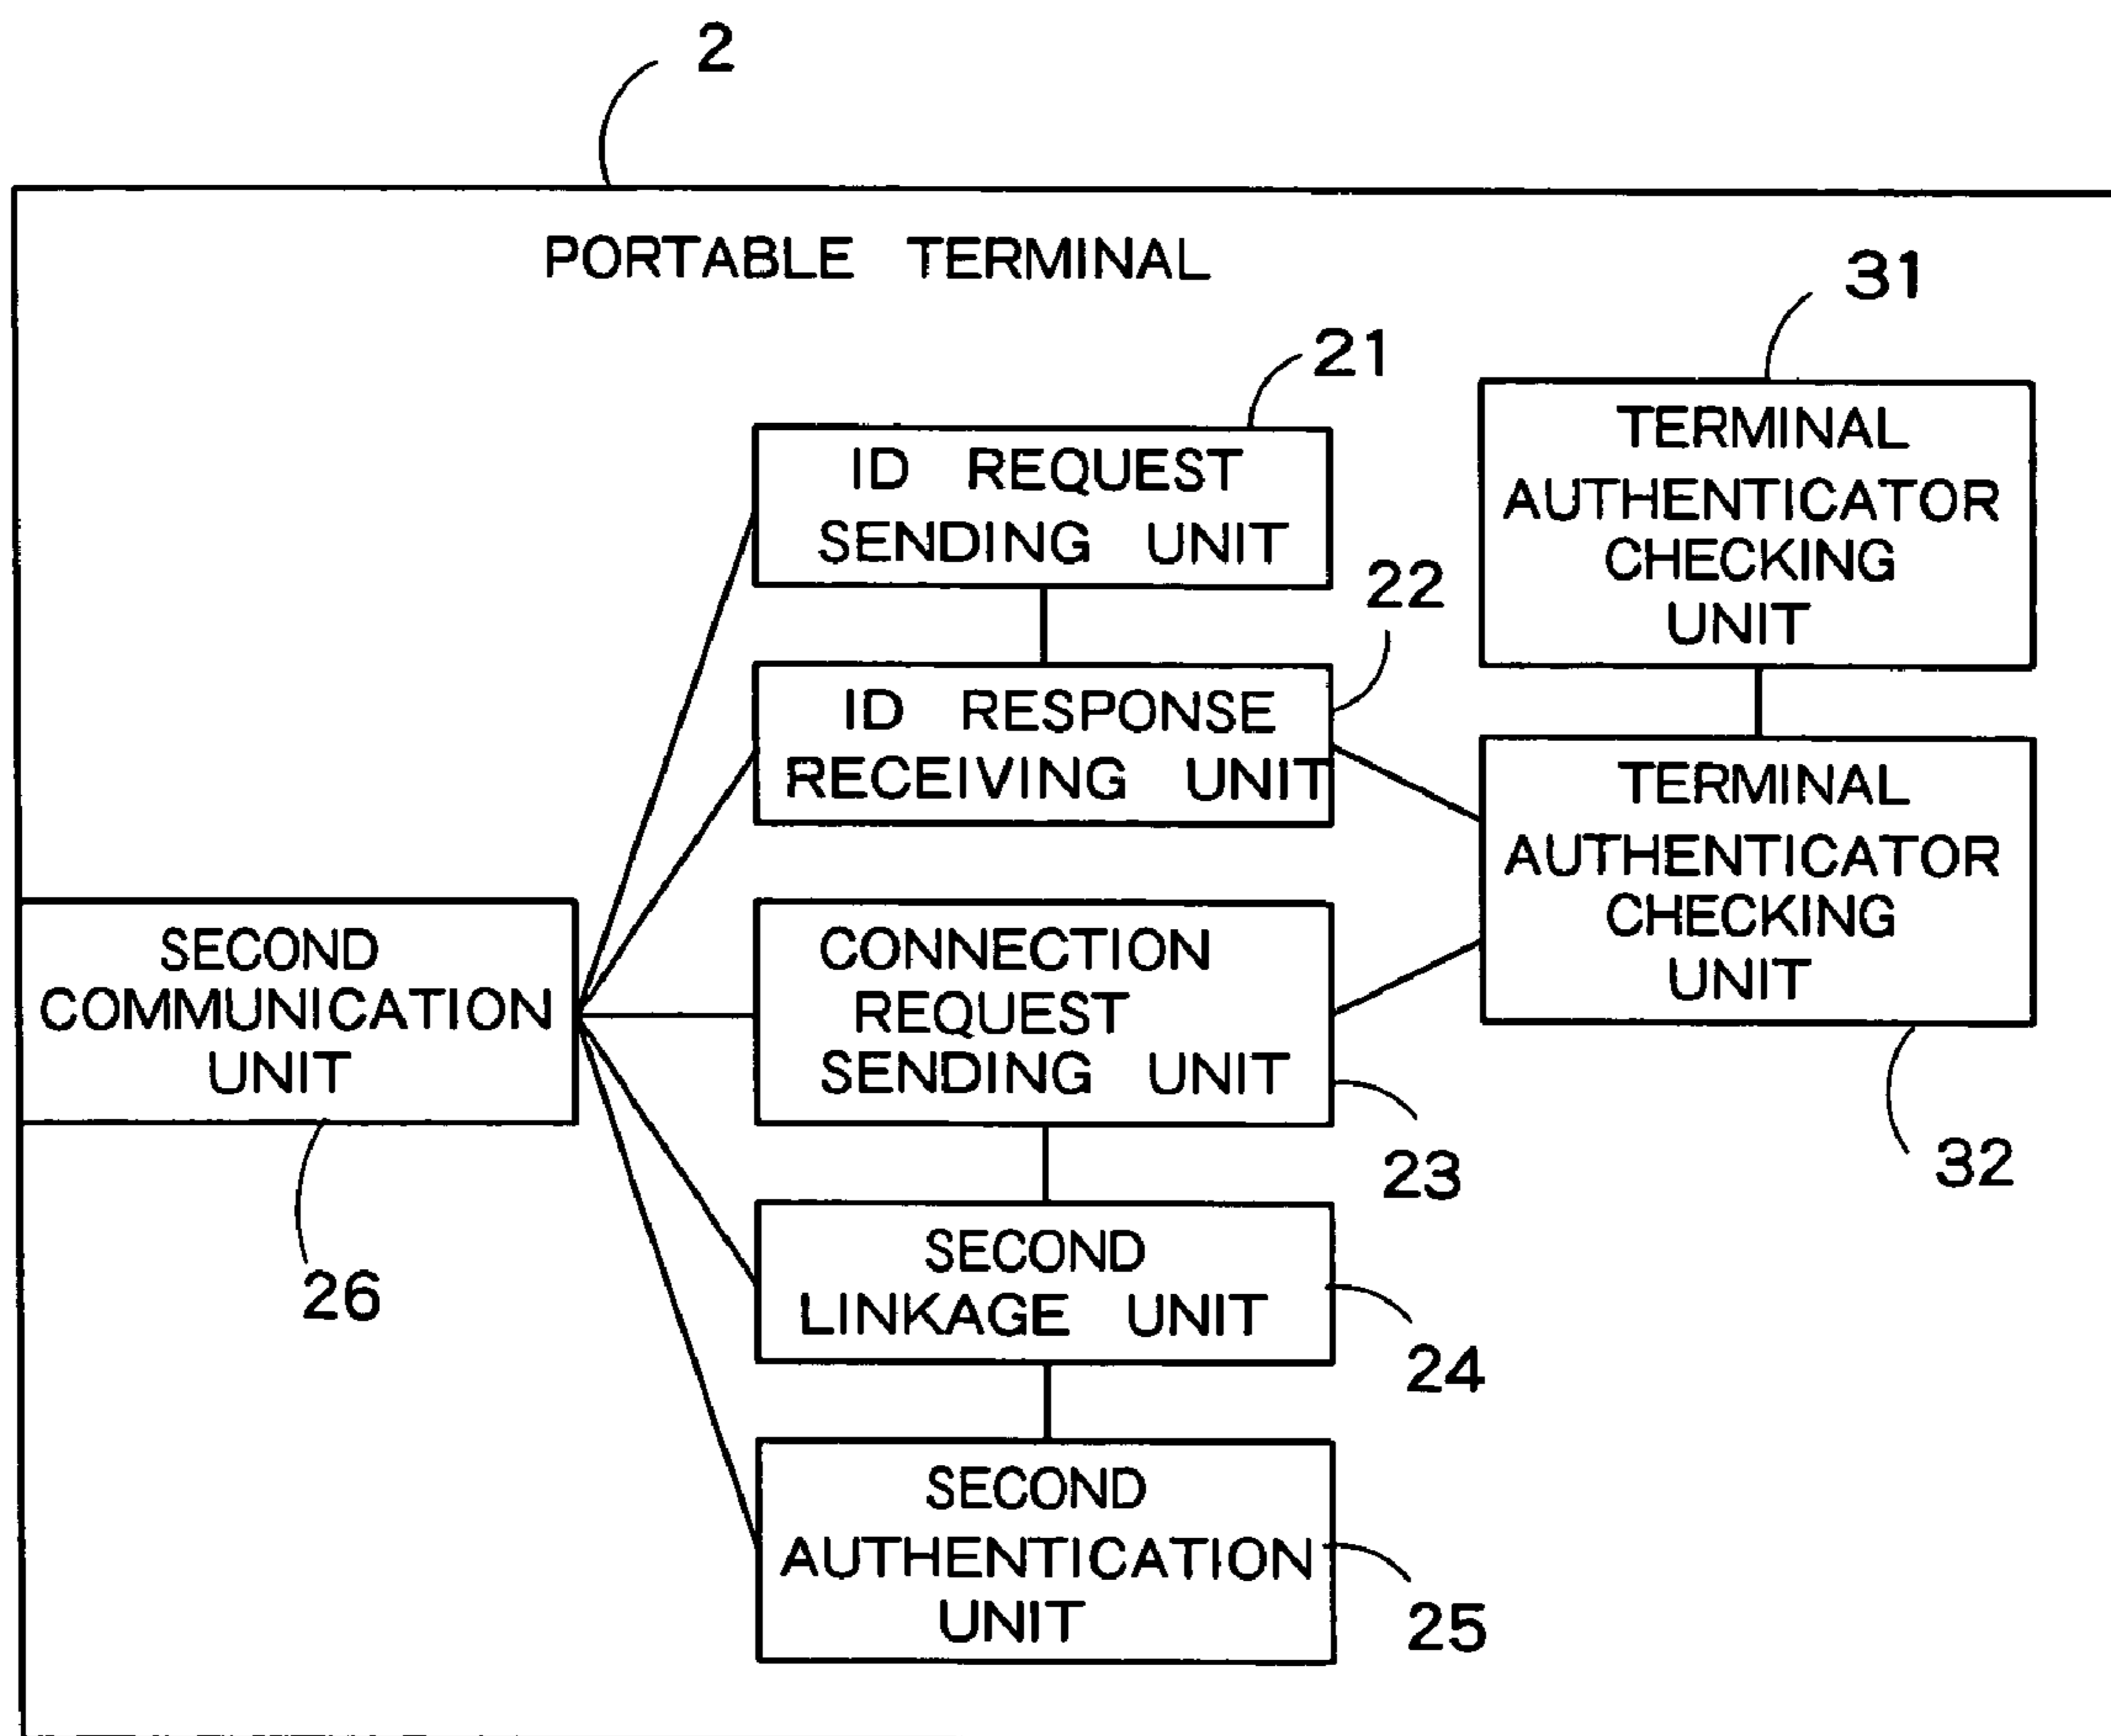 2
PORTABLE TERMINAL
31
21
TERMINAL
AUTHENTICATOR
CHECKING
UNIT
ID REQUEST
SENDING UNIT
22
ID RESPONSE
RECEIVING UNIT
TERMINAL
AUTHENTICATOR
CHECKING
UNIT
32
SECOND
COMMUNICATION
UNIT
26
CONNECTION
REQUEST
SENDING UNIT
23
SECOND
LINKAGE UNIT
24
SECOND
AUTHENTICATION
UNIT
25